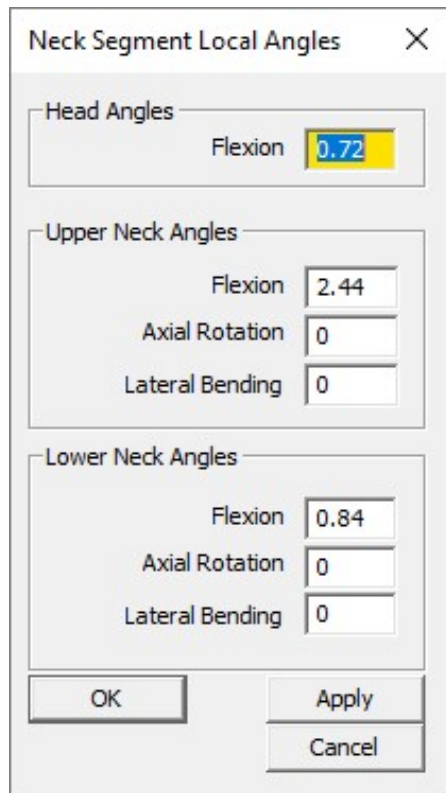 Neck Segment Local Angles
Head Angles
Flexion 0.72
Upper Neck Angles
Flexion 2.44
Axial Rotation 0
Lateral Bending 0
Lower Neck Angles
Flexion 0.84
Axial Rotation 0
Lateral Bending 0
OK Apply
Cancel